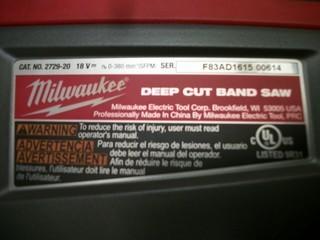 CAT. NO. 2729-20 18 V 0-380 SFPM SER. F83AD1615 00614
Milwaukee
DEEP CUT BAND SAW
Milwaukee Electric Tool Corp. Brookfield, WI 53005 USA
Professionally Made In China By Milwaukee Electric Tool, PRC
WARNING To reduce the risk of injury, user must read
operator's manual.
ADVERTENCIA Para reducir el riesgo de lesiones, el usuario
debe leer el manual del operador.
AVERTISSEMENT Afin de réduire le risque de
blessures, l'utilisateur doit lire le manuel
de l'utilisateur.
C UL US
LISTED